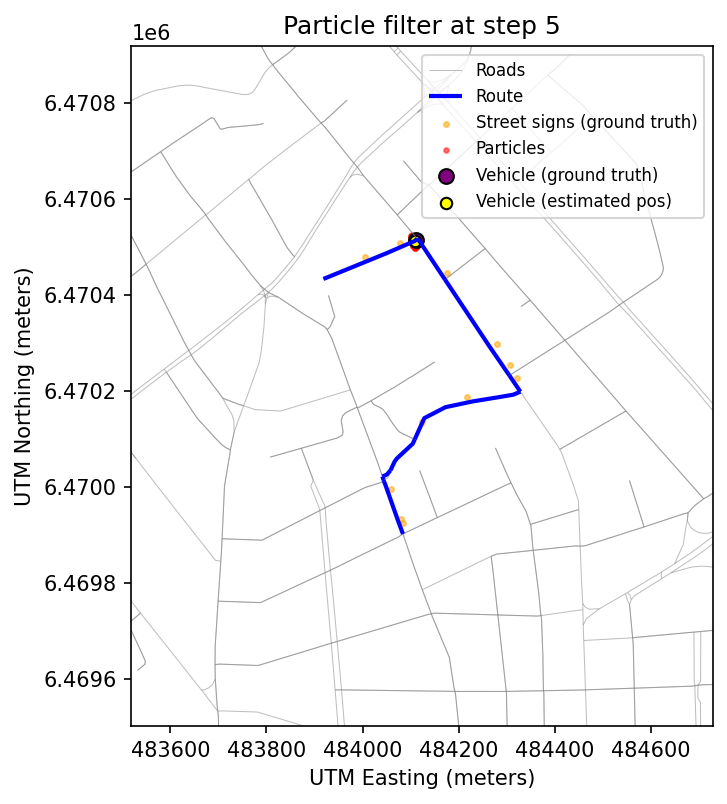 Particle filter at step 5
1e6
Roads
Route
Street signs (ground truth)
Particles
Vehicle (ground truth)
Vehicle (estimated pos)
6.4708
6.4706
6.4704
6.4702
6.4700
6.4698
6.4696
UTM Northing (meters)
483600 483800 484000 484200 484400 484600
UTM Easting (meters)